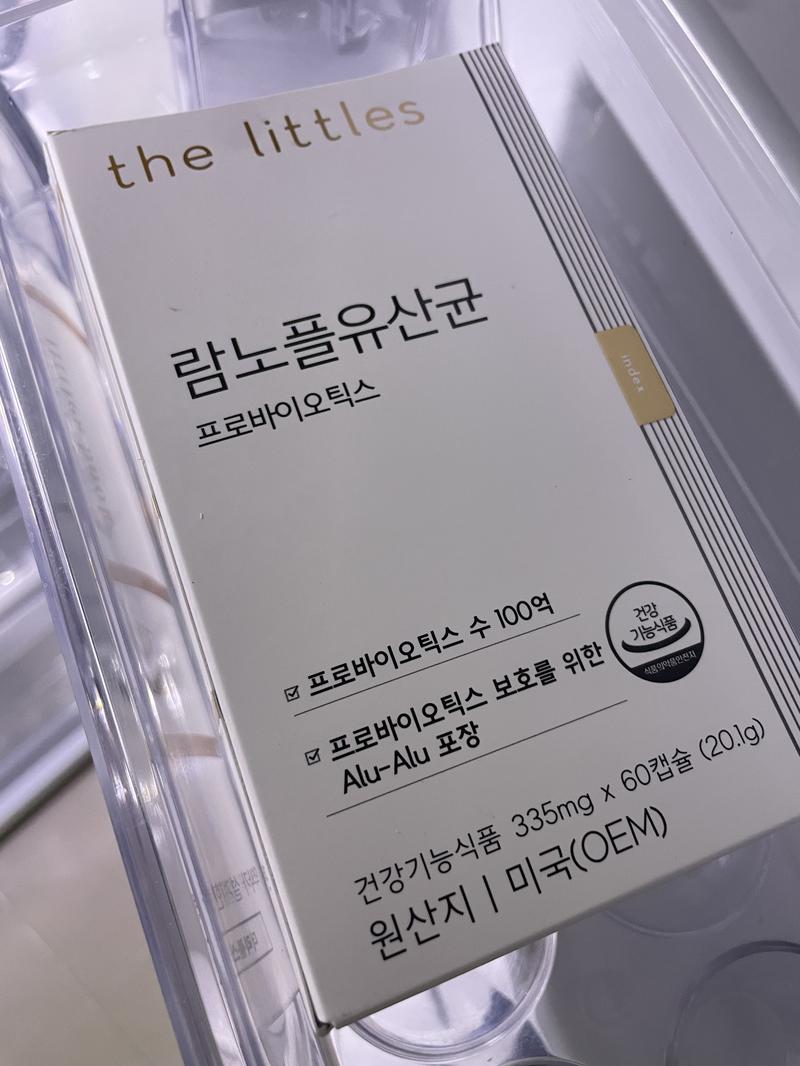 the littles
람노플유산균
프로바이오틱스
index
프로바이오틱스 수 100억
프로바이오틱스 보호를 위한
Alu-Alu 포장
건강
기능식품
식품의약품안전처
건강기능식품 335mg x 60캡슐 (20.1g)
원산지 | 미국(OEM)